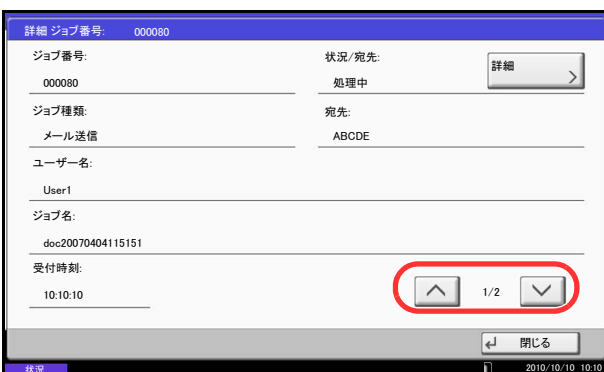 詳細 ジョブ番号: 000080
ジョブ番号:
000080
状況/宛先:
処理中
詳細
ジョブ種類:
メール送信
宛先:
ABCDE
ユーザー名:
User1
ジョブ名:
doc20070404115151
受付時刻:
10:10:10
1/2
閉じる
状況
2010/10/10 10:10